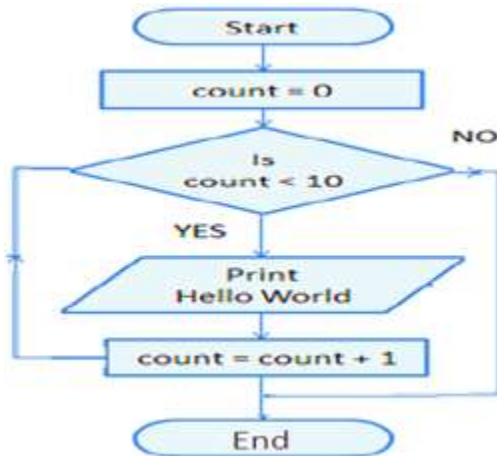 Start
count = 0
NO
Is
count < 10
YES
Print
Hello World
count = count + 1
End